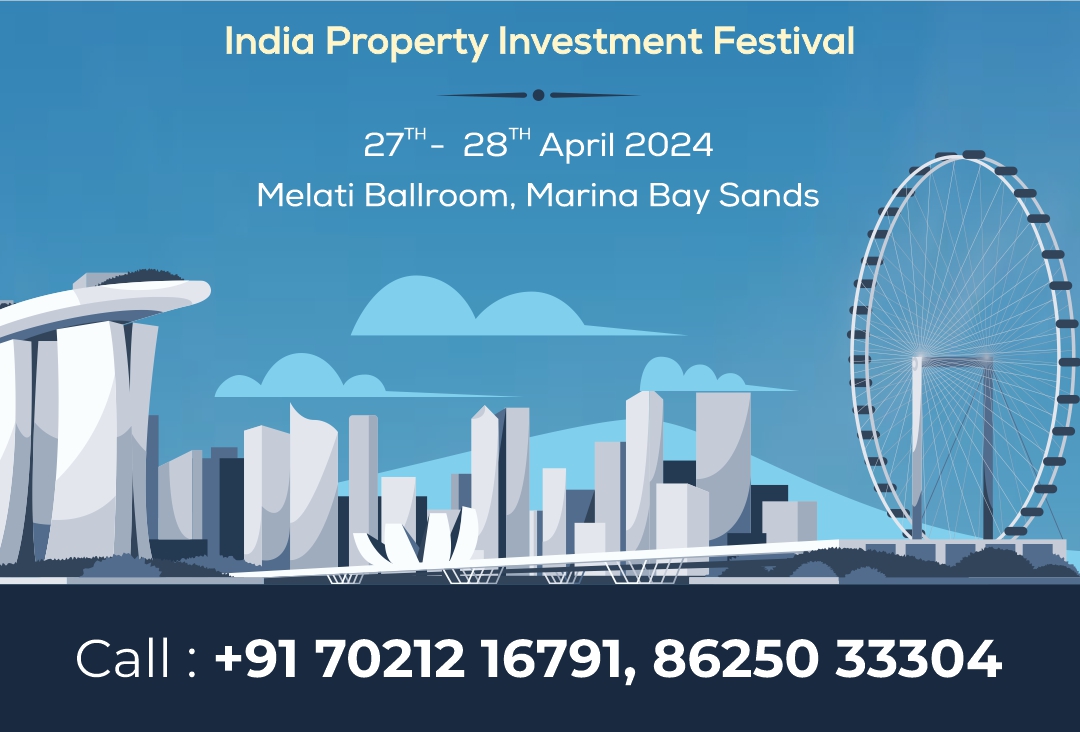 India Property Investment Festival
27TH- 28TH April 2024
Melati Ballroom, Marina Bay Sands
Call : +91 70212 16791, 86250 33304